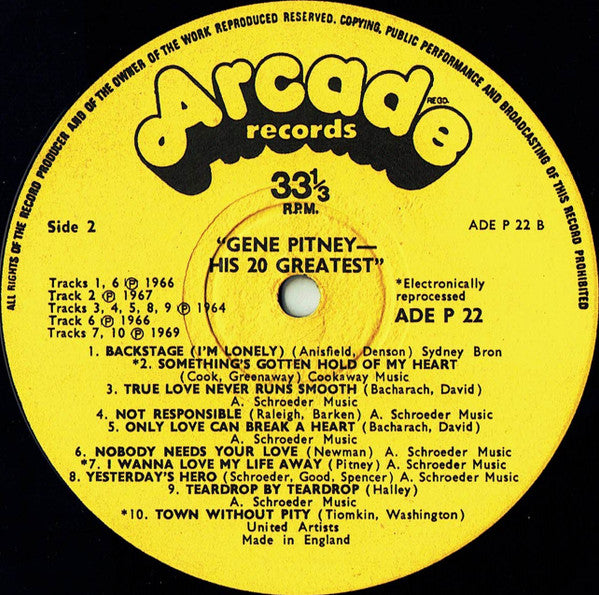 ALL RIGHTS OF THE RECORD PRODUCER AND OF THE OWNER OF THE WORK REPRODUCED RESERVED. COPYING, PUBLIC PERFORMANCE AND BROADCASTING OF THIS RECORD PROHIBITED
Arcade
REGD.
records
33⅓
R.P.M.
Side 2
ADE P 22 B
"GENE PITNEY—
HIS 20 GREATEST"
Tracks 1, 6 Ⓟ 1966
Track 2 Ⓟ 1967
Tracks 3, 4, 5, 8, 9 Ⓟ 1964
Track 6 Ⓟ 1966
Tracks 7, 10 Ⓟ 1969
*Electronically
reprocessed
ADE P 22
1. BACKSTAGE (I'M LONELY) (Anisfield, Denson) Sydney Bron
*2. SOMETHING'S GOTTEN HOLD OF MY HEART
(Cook, Greenaway) Cookaway Music
3. TRUE LOVE NEVER RUNS SMOOTH (Bacharach, David)
A. Schroeder Music
4. NOT RESPONSIBLE (Raleigh, Barken) A. Schroeder Music
5. ONLY LOVE CAN BREAK A HEART (Bacharach, David)
A. Schroeder Music
6. NOBODY NEEDS YOUR LOVE (Newman) A. Schroeder Music
*7. I WANNA LOVE MY LIFE AWAY (Pitney) A. Schroeder Music
8. YESTERDAY'S HERO (Schroeder, Good, Spencer) A. Schroeder Music
9. TEARDROP BY TEARDROP (Halley)
A. Schroeder Music
*10. TOWN WITHOUT PITY (Tiomkin, Washington)
United Artists
Made in England